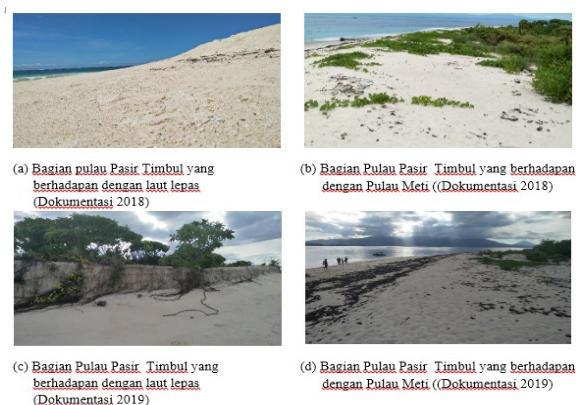 (a) Bagian pulau Pasir Timbul yang
berhadapan dengan laut lepas
(Dokumentasi 2018)
(b) Bagian Pulau Pasir Timbul yang berhadapan
dengan Pulau Meti ((Dokumentasi 2018)
(c) Bagian Pulau Pasir Timbul yang
berhadapan dengan laut lepas
(Dokumentasi 2019)
(d) Bagian Pulau Pasir Timbul yang berhadapan
dengan Pulau Meti ((Dokumentasi 2019)